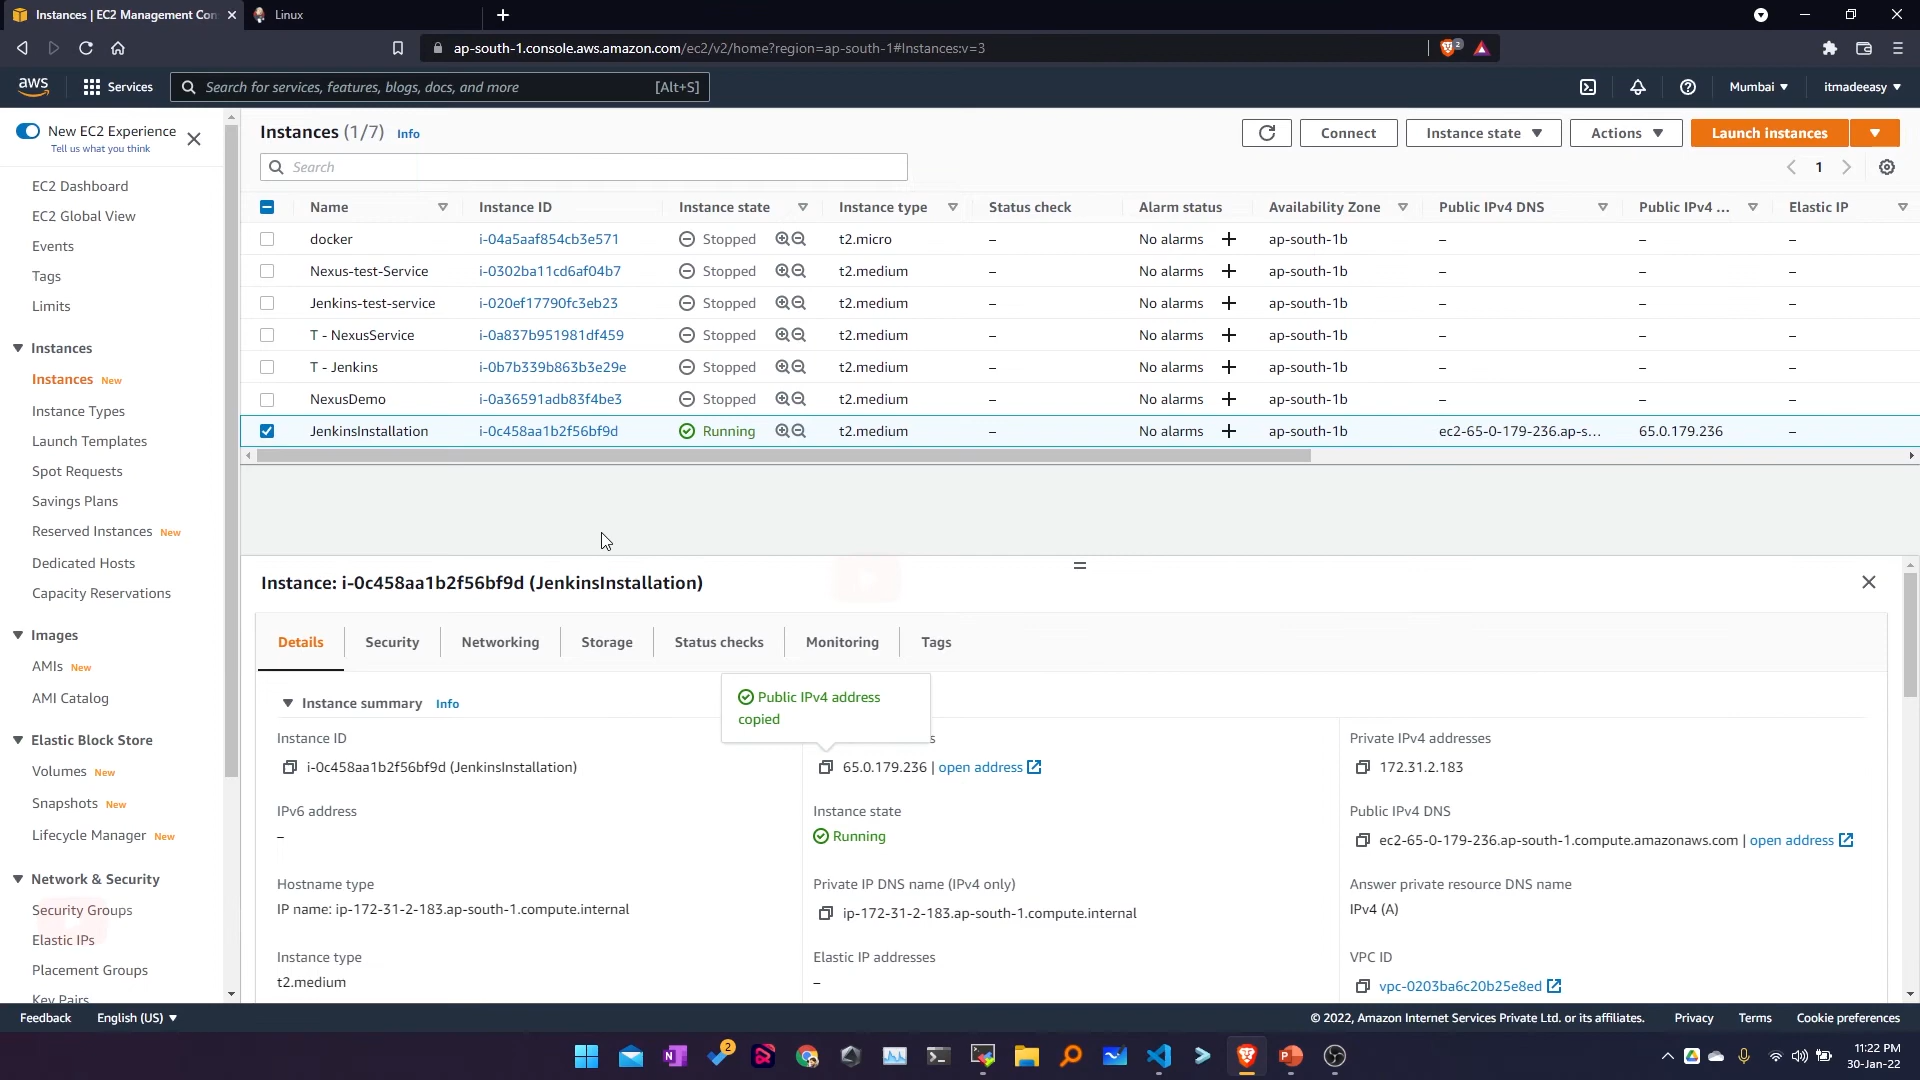 Instances | EC2 Management Con
Linux
ap-south-1.console.aws.amazon.com/ec2/v2/home?region=ap-south-1#Instances:v=3
2
aws
Services
Search for services, features, blogs, docs, and more
[Alt+S]
Mumbai
itmadeeasy
New EC2 Experience
Tell us what you think
EC2 Dashboard
EC2 Global View
Events
Tags
Limits
Instances
Instances New
Instance Types
Launch Templates
Spot Requests
Savings Plans
Reserved Instances New
Dedicated Hosts
Capacity Reservations
Images
AMIs New
AMI Catalog
Elastic Block Store
Volumes New
Snapshots New
Lifecycle Manager New
Network & Security
Security Groups
Elastic IPs
Placement Groups
Key Pairs
Instances (1/7) Info
Connect
Instance state
Actions
Launch instances
Search
1
Name Instance ID Instance state Instance type Status check Alarm status Availability Zone Public IPv4 DNS Public IPv4 ... Elastic IP
docker i-04a5aaf854cb3e571 Stopped t2.micro – No alarms + ap-south-1b – – –
Nexus-test-Service i-0302ba11cd6af04b7 Stopped t2.medium – No alarms + ap-south-1b – – –
Jenkins-test-service i-020ef17790fc3eb23 Stopped t2.medium – No alarms + ap-south-1b – – –
T - NexusService i-0a837b951981df459 Stopped t2.medium – No alarms + ap-south-1b – – –
T - Jenkins i-0b7b339b863b3e29e Stopped t2.medium – No alarms + ap-south-1b – – –
NexusDemo i-0a36591adb83f4be3 Stopped t2.medium – No alarms + ap-south-1b – – –
JenkinsInstallation i-0c458aa1b2f56bf9d Running t2.medium – No alarms + ap-south-1b ec2-65-0-179-236.ap-s... 65.0.179.236 –
Instance: i-0c458aa1b2f56bf9d (JenkinsInstallation)
Details
Security
Networking
Storage
Status checks
Monitoring
Tags
Instance summary Info
Public IPv4 address
copied
Instance ID
i-0c458aa1b2f56bf9d (JenkinsInstallation)
s
65.0.179.236 | open address
Private IPv4 addresses
172.31.2.183
IPv6 address
–
Instance state
Running
Public IPv4 DNS
ec2-65-0-179-236.ap-south-1.compute.amazonaws.com | open address
Hostname type
IP name: ip-172-31-2-183.ap-south-1.compute.internal
Private IP DNS name (IPv4 only)
ip-172-31-2-183.ap-south-1.compute.internal
Answer private resource DNS name
IPv4 (A)
Instance type
t2.medium
Elastic IP addresses
–
VPC ID
vpc-0203ba6c20b25e8ed
Feedback
English (US)
© 2022, Amazon Internet Services Private Ltd. or its affiliates.
Privacy
Terms
Cookie preferences
2
11:22 PM
30-Jan-22